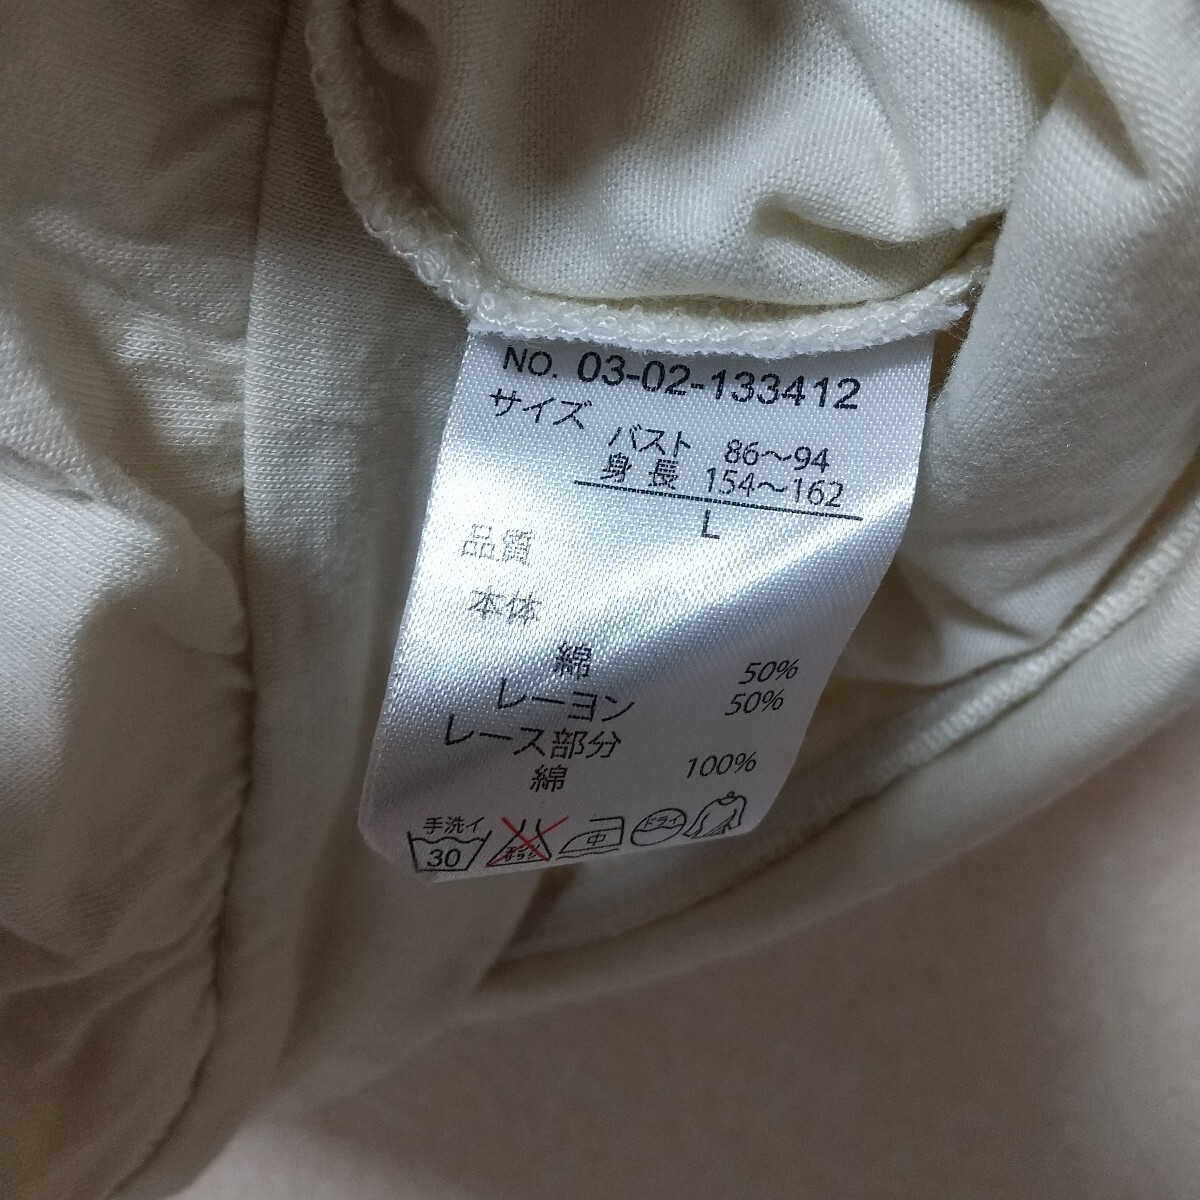 NO. 03-02-133412
サイズ
バスト 86～94
身長 154～162
L
品質
本体
綿 50%
レーヨン 50%
レース部分
綿 100%
手洗イ
30 中 ドライ